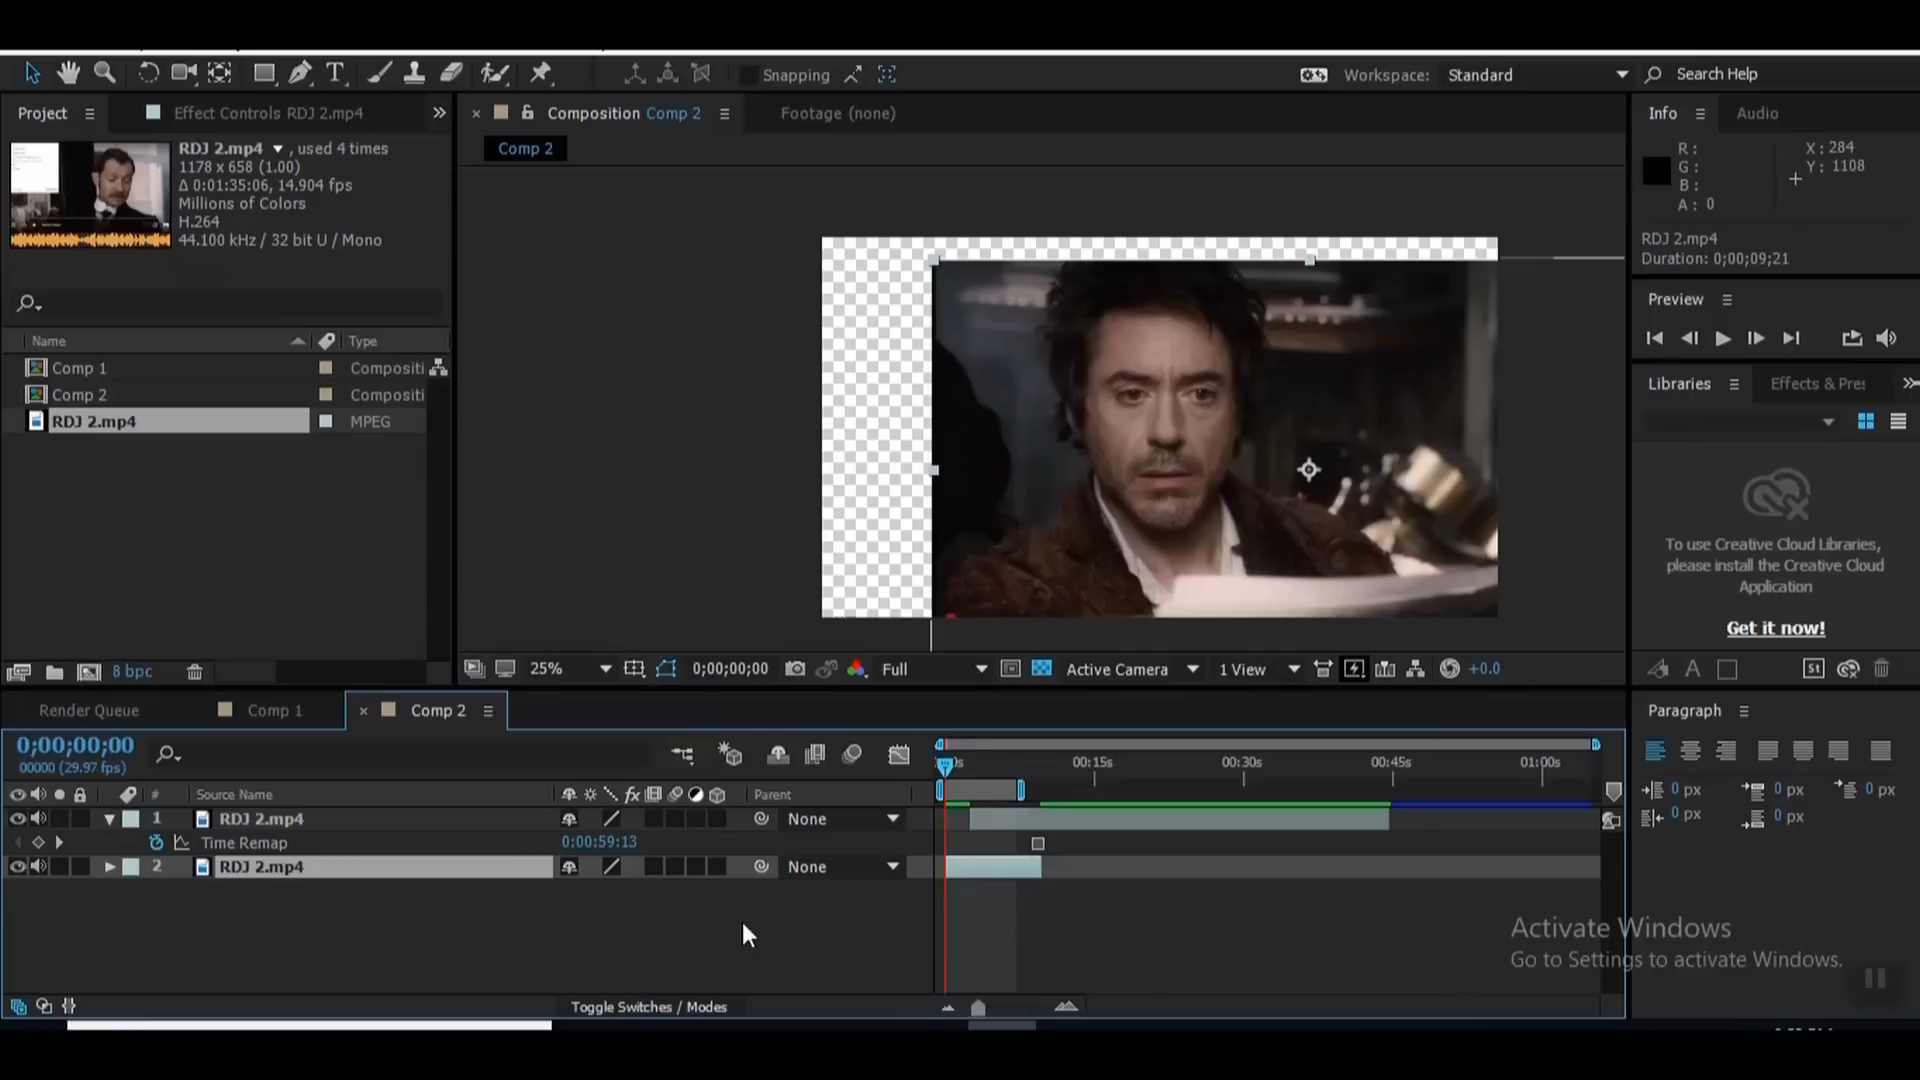 Snapping
Workspace: Standard
Search Help
Project
Effect Controls RDJ 2.mp4
Composition Comp 2
Footage (none)
Info
Audio
RDJ 2.mp4 , used 4 times
1178 x 658 (1.00)
Δ 0:01:35:06, 14.904 fps
Millions of Colors
H.264
44.100 kHz / 32 bit U / Mono
Comp 2
R :
G :
B :
A : 0
X : 284
Y : 1108
RDJ 2.mp4
Duration: 0;00;09;21
Preview
Name
Type
Comp 1
Compositi
Comp 2
Compositi
RDJ 2.mp4
MPEG
Libraries
Effects & Pres
To use Creative Cloud Libraries,
please install the Creative Cloud
Application
Get it now!
8 bpc
25%
0;00;00;00
Full
Active Camera
1 View
+0.0
St
Render Queue
Comp 1
Comp 2
Paragraph
0;00;00;00
00000 (29.97 fps)
00:15s
00:30s
00:45s
01:00s
# Source Name
fx
Parent
0 px
0 px
0 px
0 px
0 px
1
RDJ 2.mp4
None
Time Remap
0:00:59:13
2
RDJ 2.mp4
None
Activate Windows
Go to Settings to activate Windows.
Toggle Switches / Modes